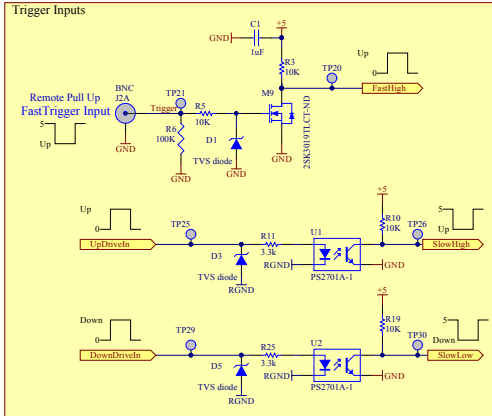 Trigger Inputs
C1
1uF
GND
+5
R3
10K
TP20
Up
0
FastHigh
M9
2SK3019TLCT-ND
GND
Remote Pull Up
FastTrigger Input
5
Up
BNC
J2A
GND
TP21
Trigger
R6
100K
GND
R5
10K
D1
TVS diode
GND
Up
0
UpDriveIn
TP25
D3
TVS diode
RGND
R11
3.3k
RGND
U1
PS2701A-1
GND
+5
R10
10K
TP26
5
Up
SlowHigh
Down
0
DownDriveIn
TP29
D5
TVS diode
RGND
R25
3.3k
RGND
U2
PS2701A-1
GND
+5
R19
10K
TP30
5
Down
SlowLow